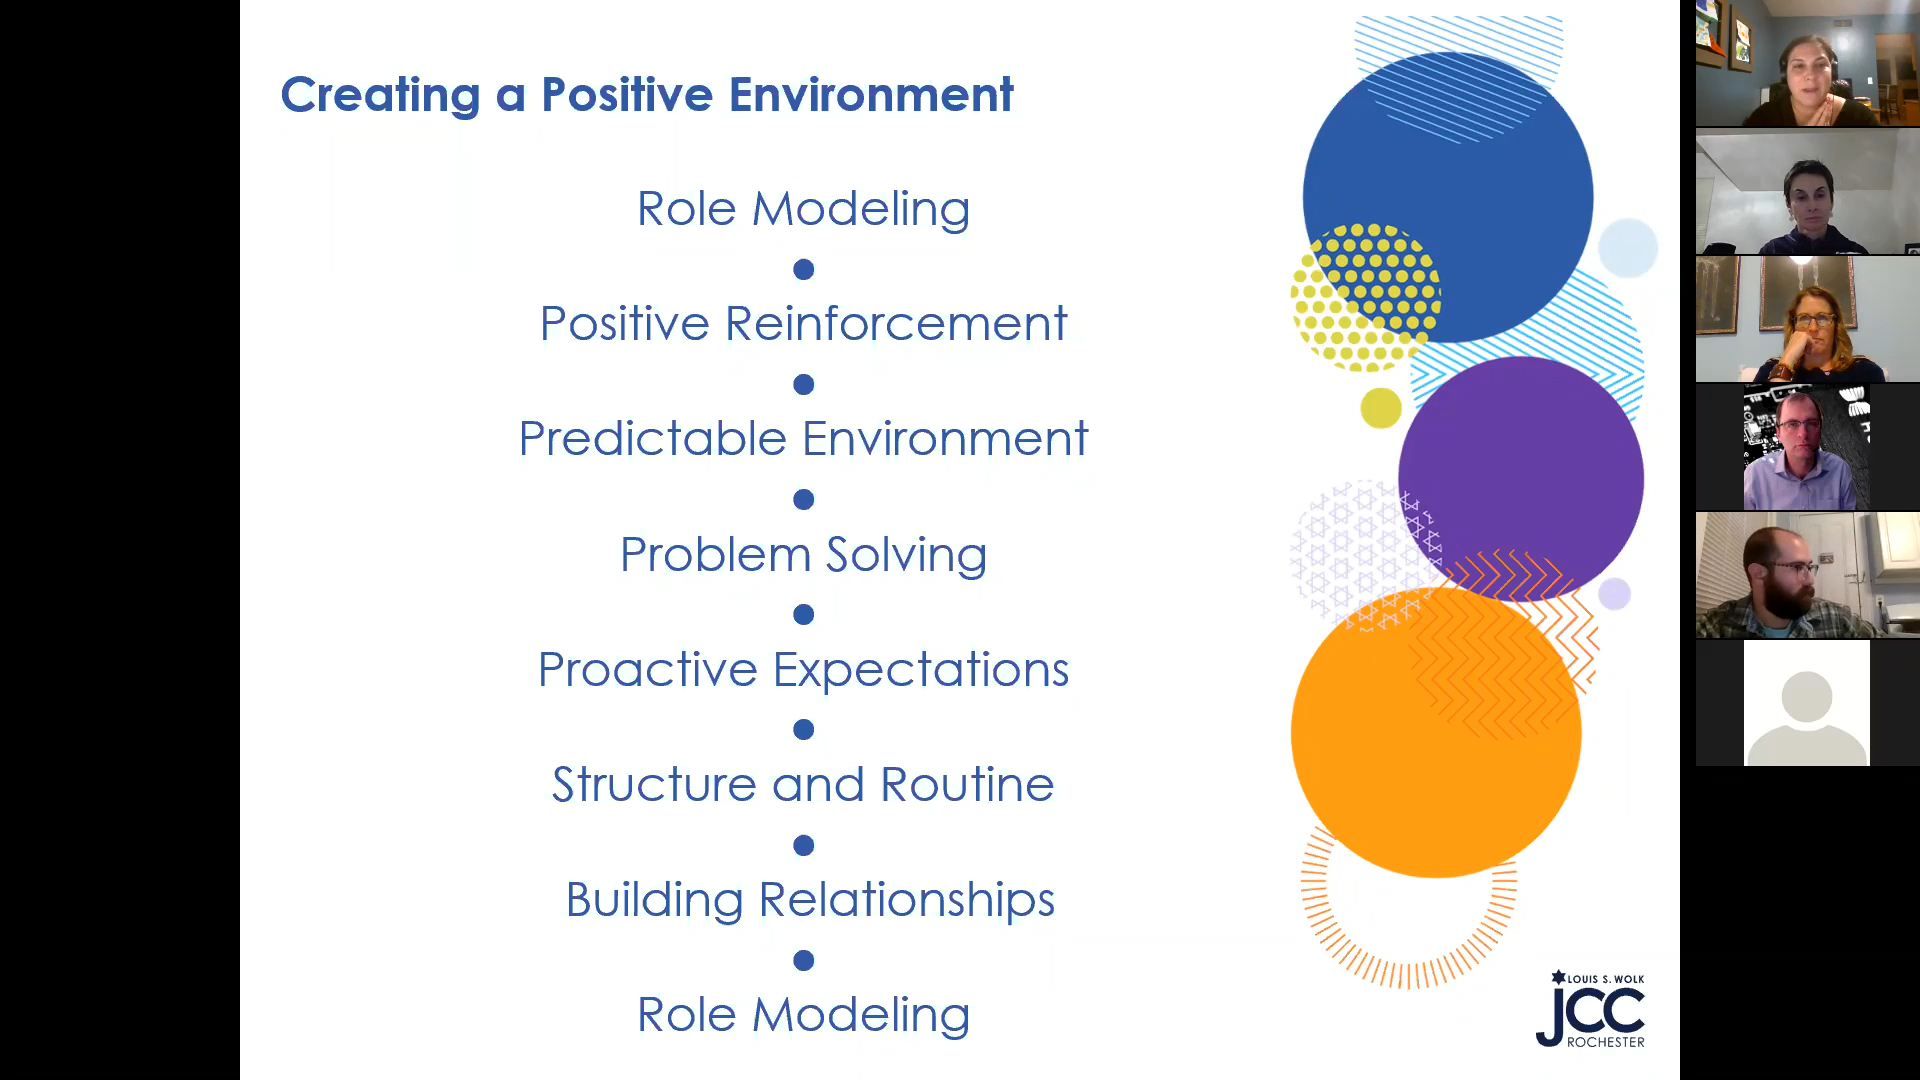 Creating a Positive Environment
Role Modeling
Positive Reinforcement
Predictable Environment
Problem Solving
Proactive Expectations
Structure and Routine
Building Relationships
Role Modeling
LOUIS S. WOLK
jCC
ROCHESTER